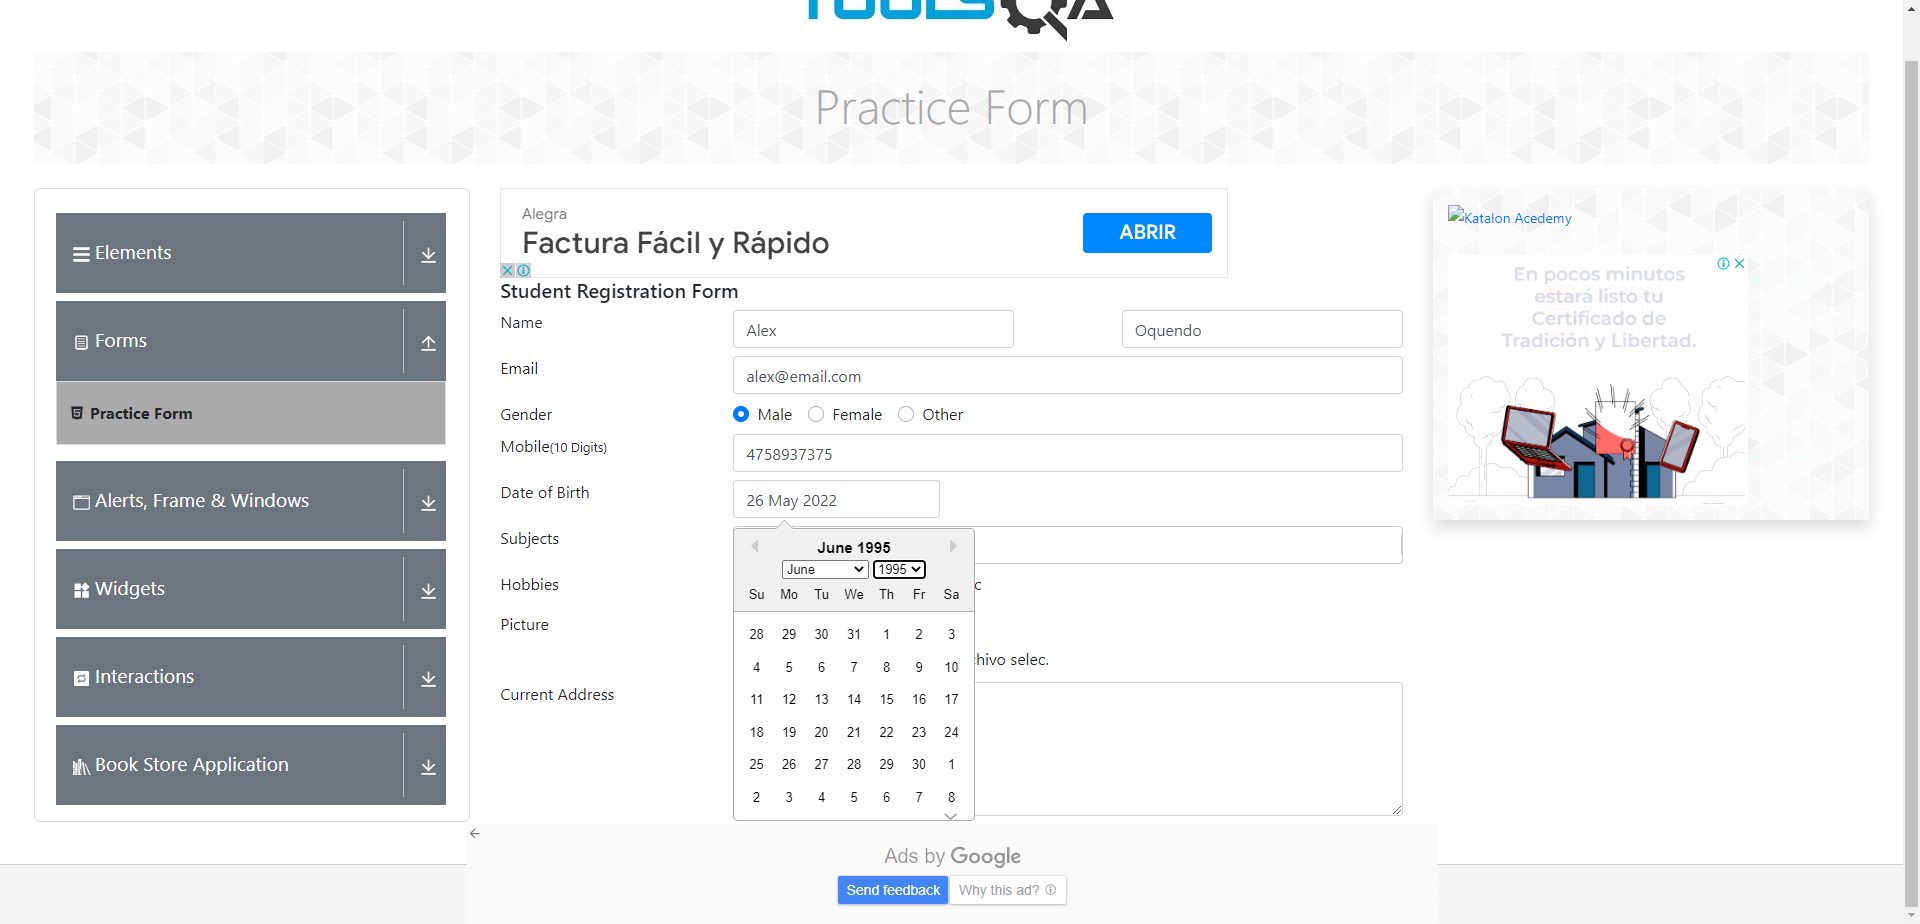 TOOLSQA
Practice Form
Elements
Forms
Practice Form
Alerts, Frame & Windows
Widgets
Interactions
Book Store Application
Alegra
Factura Fácil y Rápido
ABRIR
Student Registration Form
Name
Alex
Oquendo
Email
alex@email.com
Gender
Male
Female
Other
Mobile(10 Digits)
4758937375
Date of Birth
26 May 2022
Subjects
June 1995
June
1995
Su Mo Tu We Th Fr Sa
28 29 30 31 1 2 3
4 5 6 7 8 9 10
11 12 13 14 15 16 17
18 19 20 21 22 23 24
25 26 27 28 29 30 1
2 3 4 5 6 7 8
Hobbies
c
Picture
hivo selec.
Current Address
Katalon Acedemy
En pocos minutos
estará listo tu
Certificado de
Tradición y Libertad.
Ads by Google
Send feedback
Why this ad?